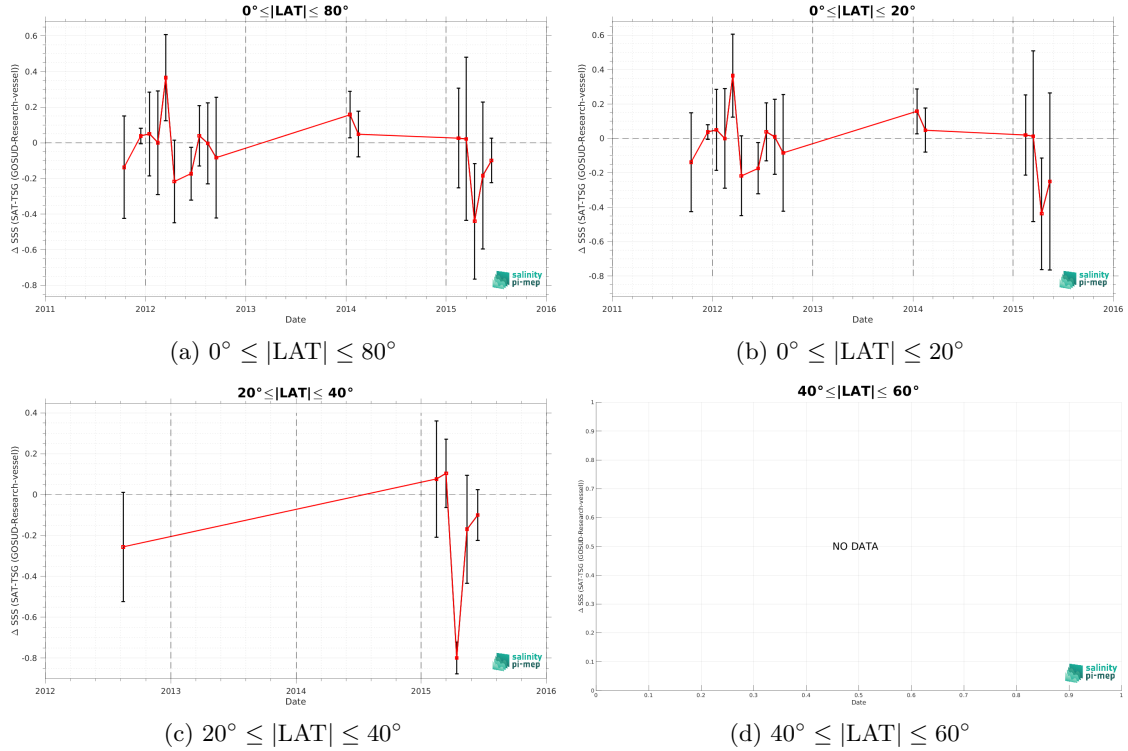 0°≤|LAT|≤ 80°
Δ SSS (SAT-TSG (GOSUD-Research-vessel))
0.6
0.4
0.2
0
-0.2
-0.4
-0.6
-0.8
2011 2012 2013 2014 2015 2016
Date
salinity
pi-mep
(a) 0° ≤ |LAT| ≤ 80°
0°≤|LAT|≤ 20°
Δ SSS (SAT-TSG (GOSUD-Research-vessel))
0.6
0.4
0.2
0
-0.2
-0.4
-0.6
-0.8
2011 2012 2013 2014 2015 2016
Date
salinity
pi-mep
(b) 0° ≤ |LAT| ≤ 20°
20°≤|LAT|≤ 40°
Δ SSS (SAT-TSG (GOSUD-Research-vessel))
0.4
0.2
0
-0.2
-0.4
-0.6
-0.8
2012 2013 2014 2015 2016
Date
salinity
pi-mep
(c) 20° ≤ |LAT| ≤ 40°
40°≤|LAT|≤ 60°
Δ SSS (SAT-TSG (GOSUD-Research-vessel))
1
0.9
0.8
0.7
0.6
0.5
0.4
0.3
0.2
0.1
0
NO DATA
0 0.1 0.2 0.3 0.4 0.5 0.6 0.7 0.8 0.9 1
Date
salinity
pi-mep
(d) 40° ≤ |LAT| ≤ 60°